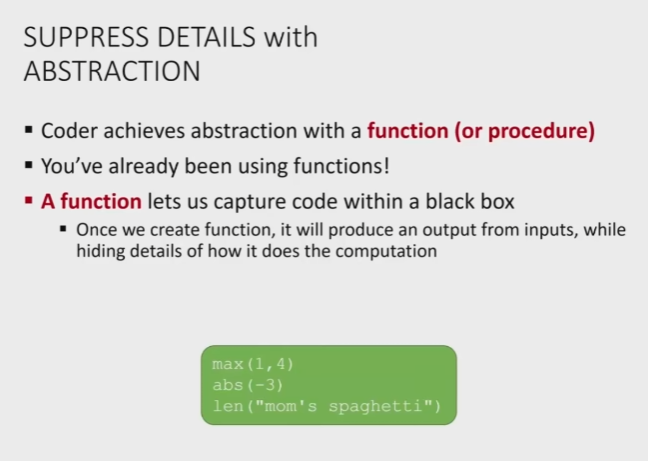 SUPPRESS DETAILS with
ABSTRACTION
▪ Coder achieves abstraction with a function (or procedure)
▪ You've already been using functions!
▪ A function lets us capture code within a black box
▪ Once we create function, it will produce an output from inputs, while
hiding details of how it does the computation
max(1,4)
abs(-3)
len("mom's spaghetti")